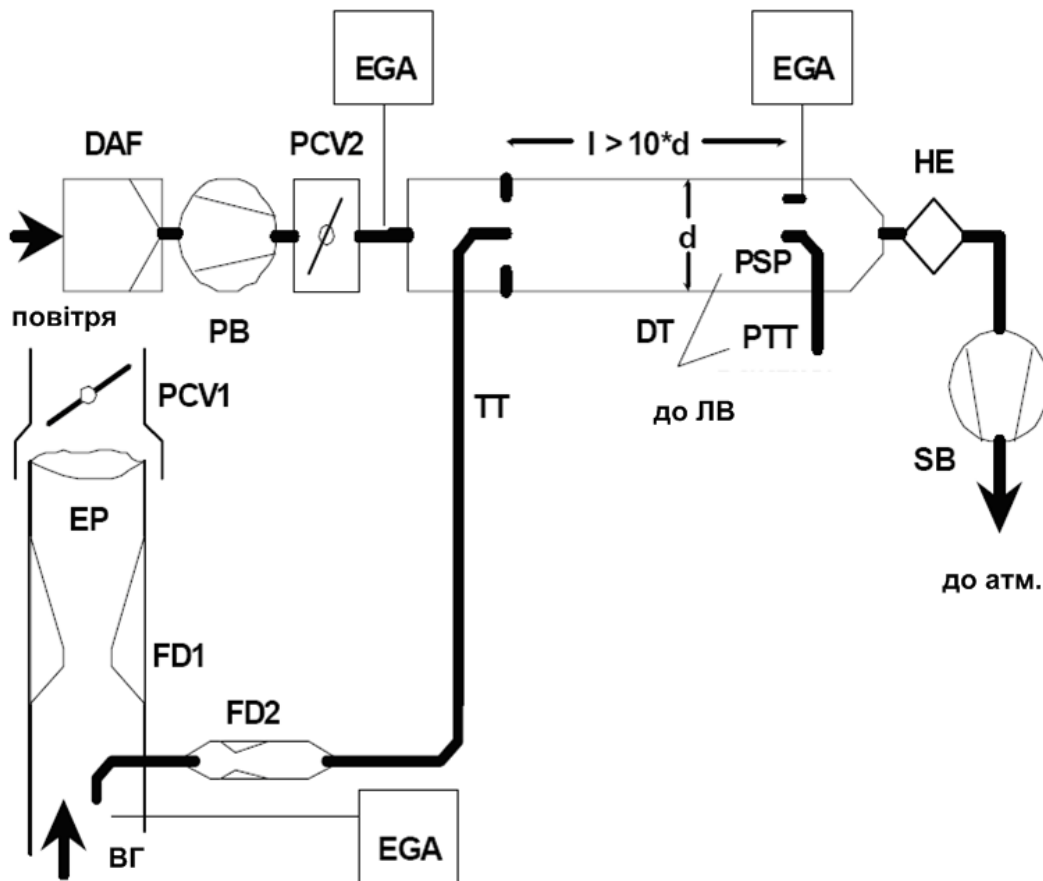 EGA
EGA
DAF
PCV2
l > 10*d
HE
d
PSP
повітря
PB
DT
PTT
PCV1
TT
до ЛВ
SB
EP
до атм.
FD1
FD2
ВГ
EGA